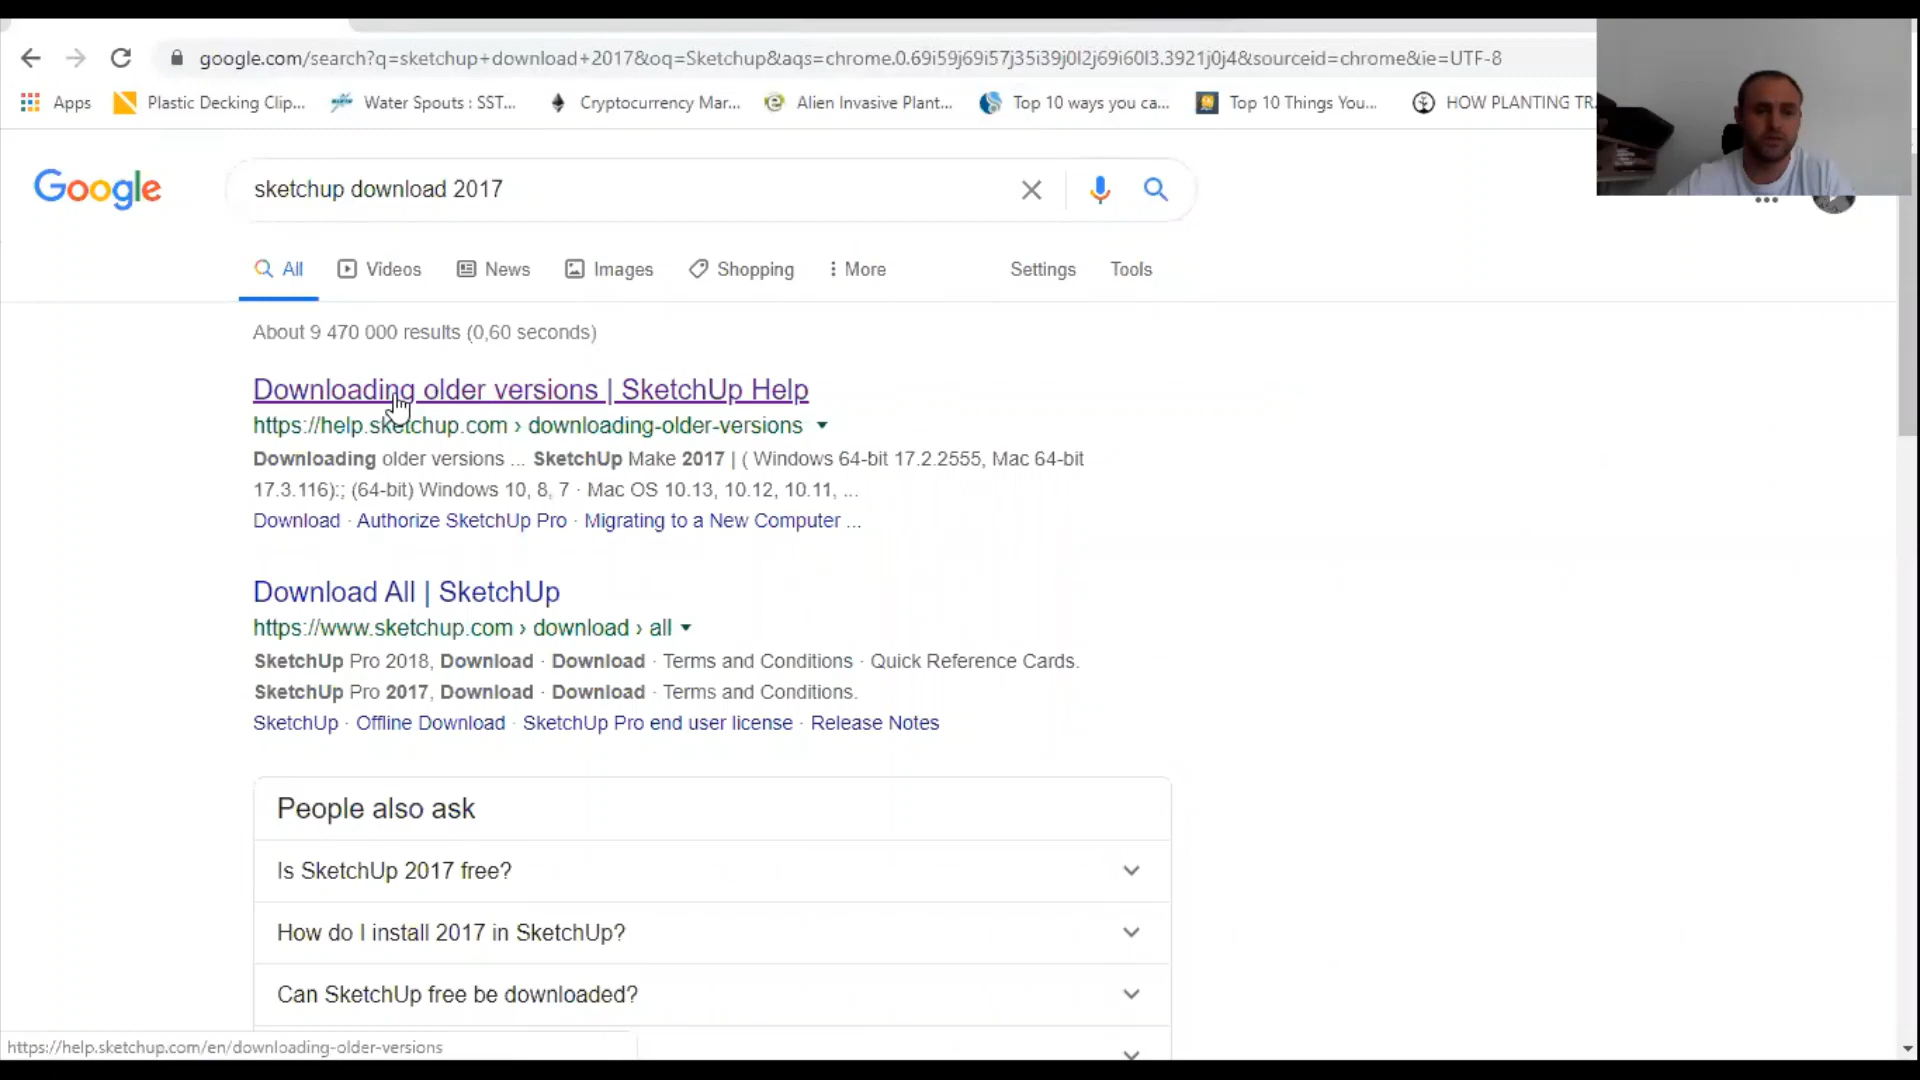 google.com/search?q=sketchup+download+2017&oq=Sketchup&aqs=chrome.0.69i59j69i57j35i39j0l2j69i60l3.3921j0j4&sourceid=chrome&ie=UTF-8
Apps Plastic Decking Clip... Water Spouts : SST... Cryptocurrency Mar... Alien Invasive Plant... Top 10 ways you ca... Top 10 Things You... HOW PLANTING TR
Google
sketchup download 2017
All Videos News Images Shopping More Settings Tools
About 9 470 000 results (0,60 seconds)
Downloading older versions | SketchUp Help
https://help.sketchup.com › downloading-older-versions
Downloading older versions ... SketchUp Make 2017 | ( Windows 64-bit 17.2.2555, Mac 64-bit
17.3.116):; (64-bit) Windows 10, 8, 7 · Mac OS 10.13, 10.12, 10.11, ...
Download · Authorize SketchUp Pro · Migrating to a New Computer ...
Download All | SketchUp
https://www.sketchup.com › download › all
SketchUp Pro 2018, Download · Download · Terms and Conditions · Quick Reference Cards.
SketchUp Pro 2017, Download · Download · Terms and Conditions.
SketchUp · Offline Download · SketchUp Pro end user license · Release Notes
People also ask
Is SketchUp 2017 free?
How do I install 2017 in SketchUp?
Can SketchUp free be downloaded?
https://help.sketchup.com/en/downloading-older-versions